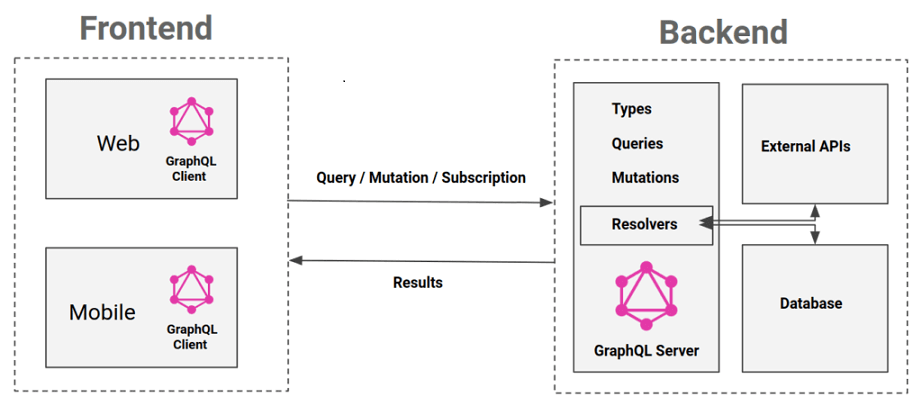 Frontend
Web
GraphQL
Client
Mobile
GraphQL
Client
Query / Mutation / Subscription
Results
Backend
Types
Queries
Mutations
Resolvers
GraphQL Server
External APIs
Database